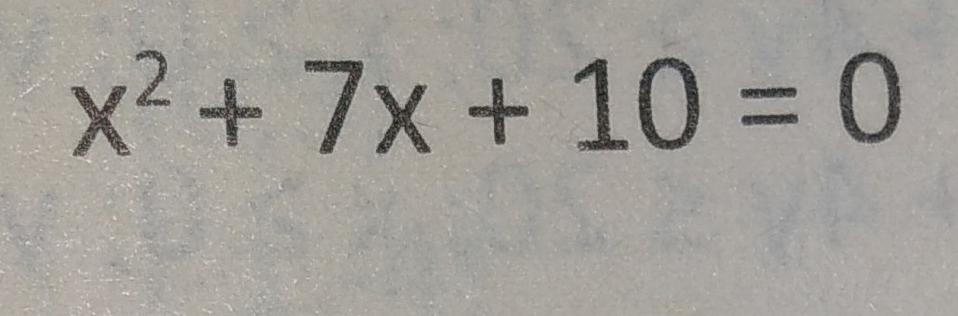 x² + 7x + 10 = 0